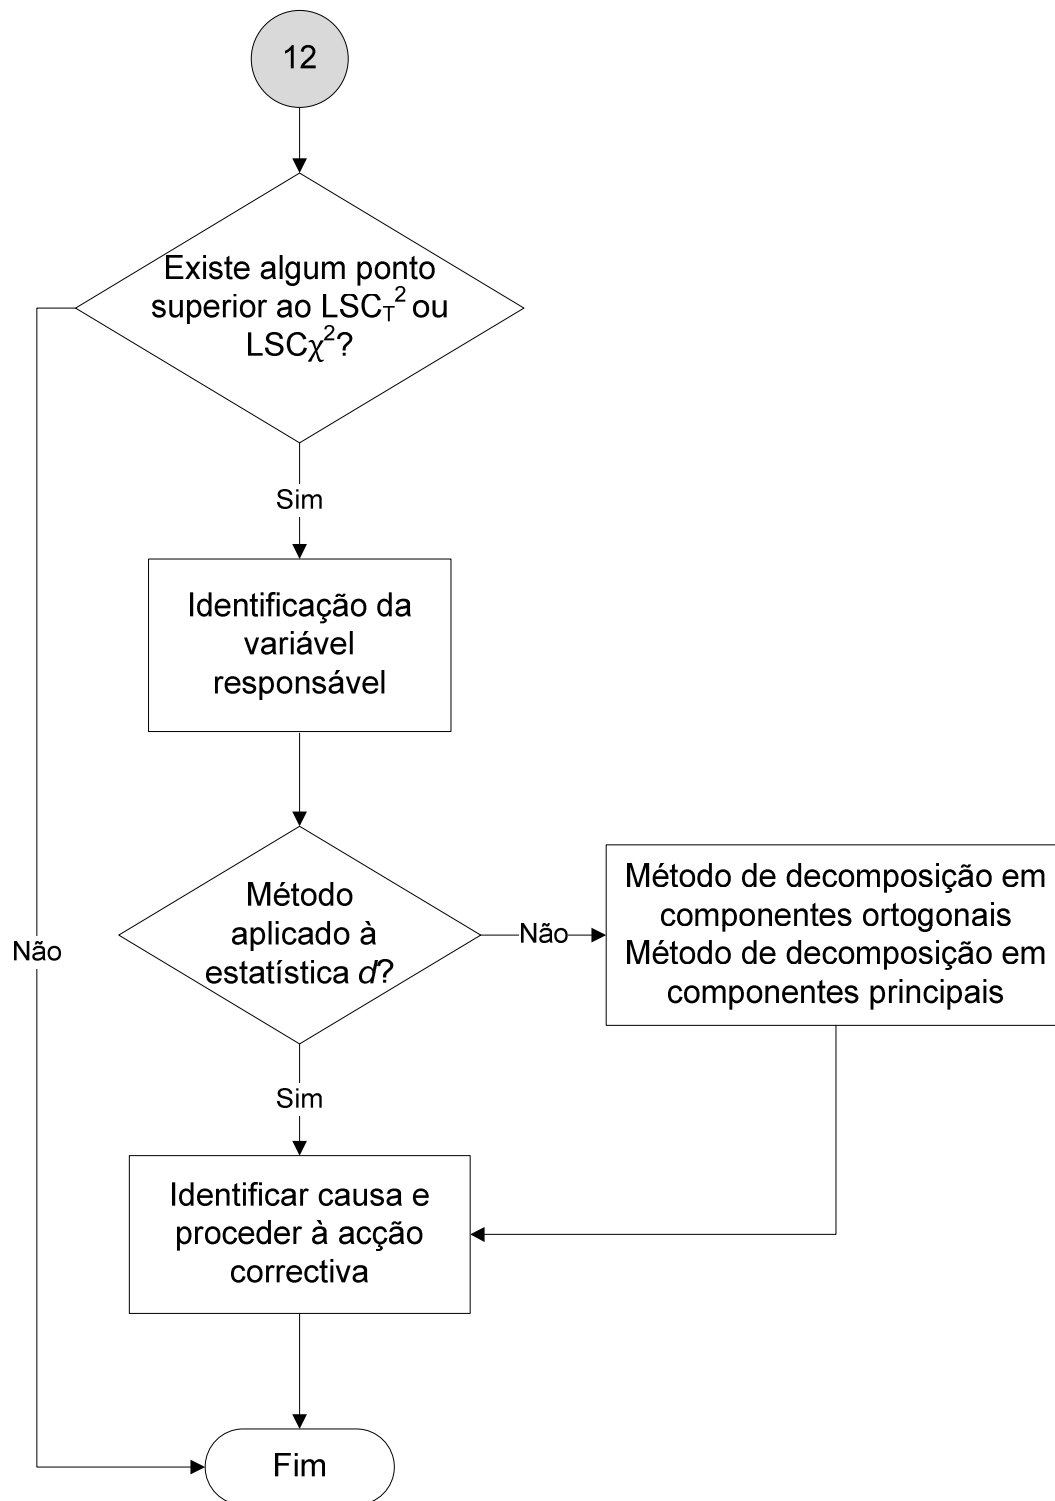 12
Existe algum ponto
superior ao LSC_T² ou
LSCχ²?
Sim
Identificação da
variável
responsável
Método
aplicado à
estatística d?
Não
Não
Método de decomposição em
componentes ortogonais
Método de decomposição em
componentes principais
Sim
Identificar causa e
proceder à acção
correctiva
Fim